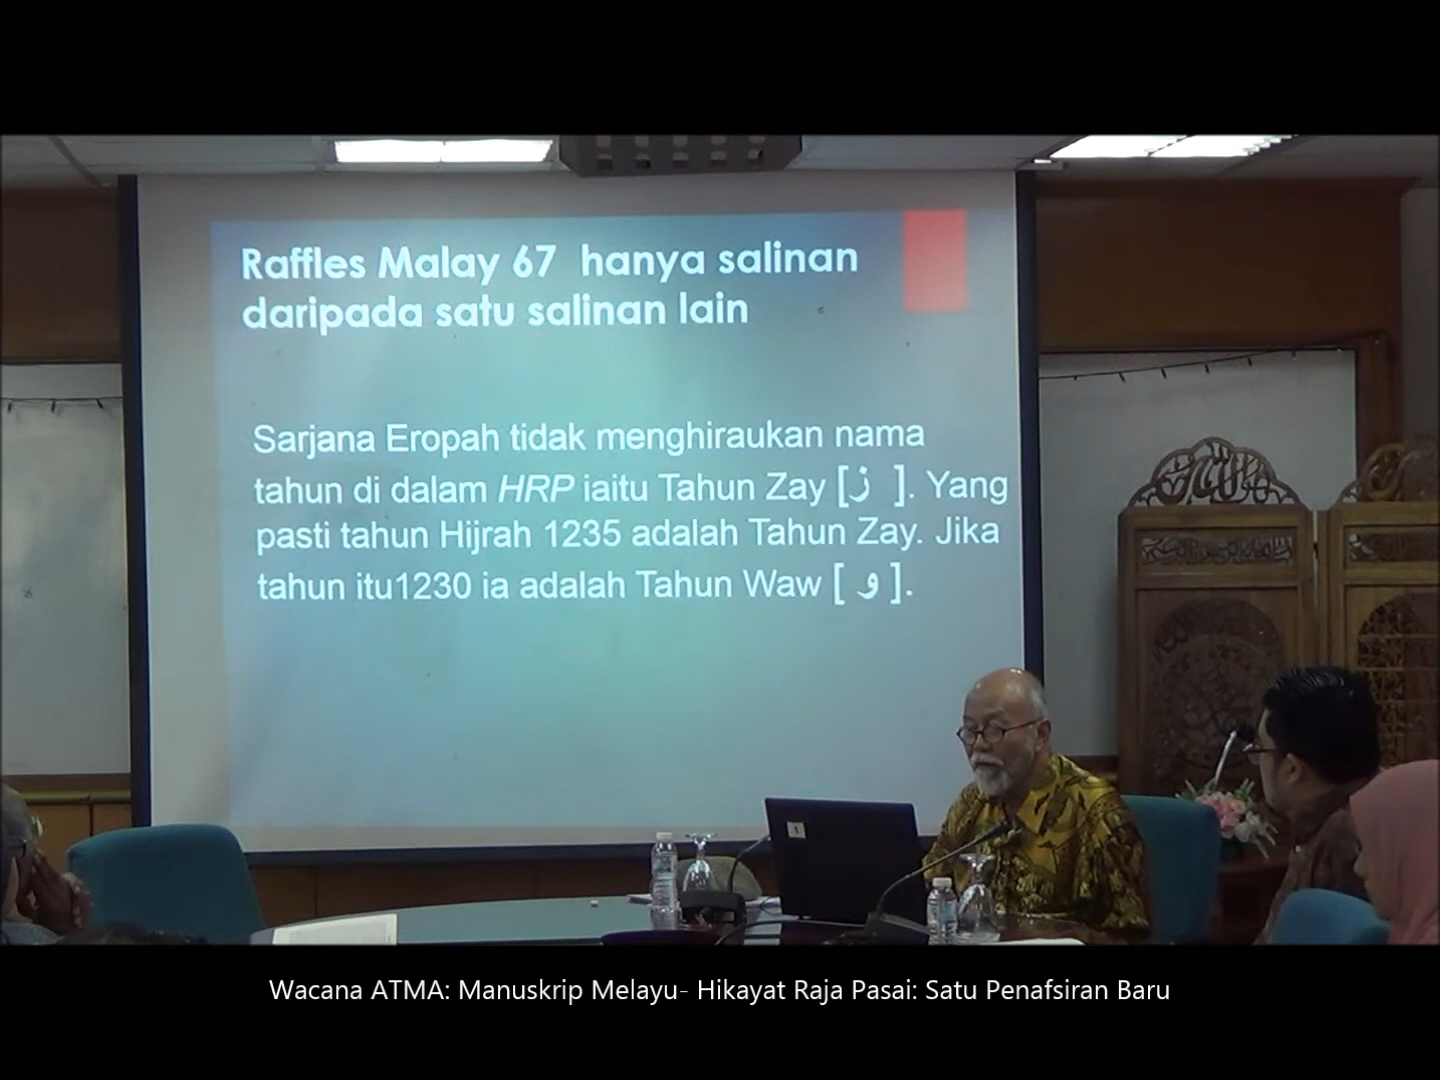 Raffles Malay 67 hanya salinan
daripada satu salinan lain
Sarjana Eropah tidak menghiraukan nama
tahun di dalam HRP iaitu Tahun Zay [ز ]. Yang
pasti tahun Hijrah 1235 adalah Tahun Zay. Jika
tahun itu1230 ia adalah Tahun Waw [ و ].
Wacana ATMA: Manuskrip Melayu- Hikayat Raja Pasai: Satu Penafsiran Baru